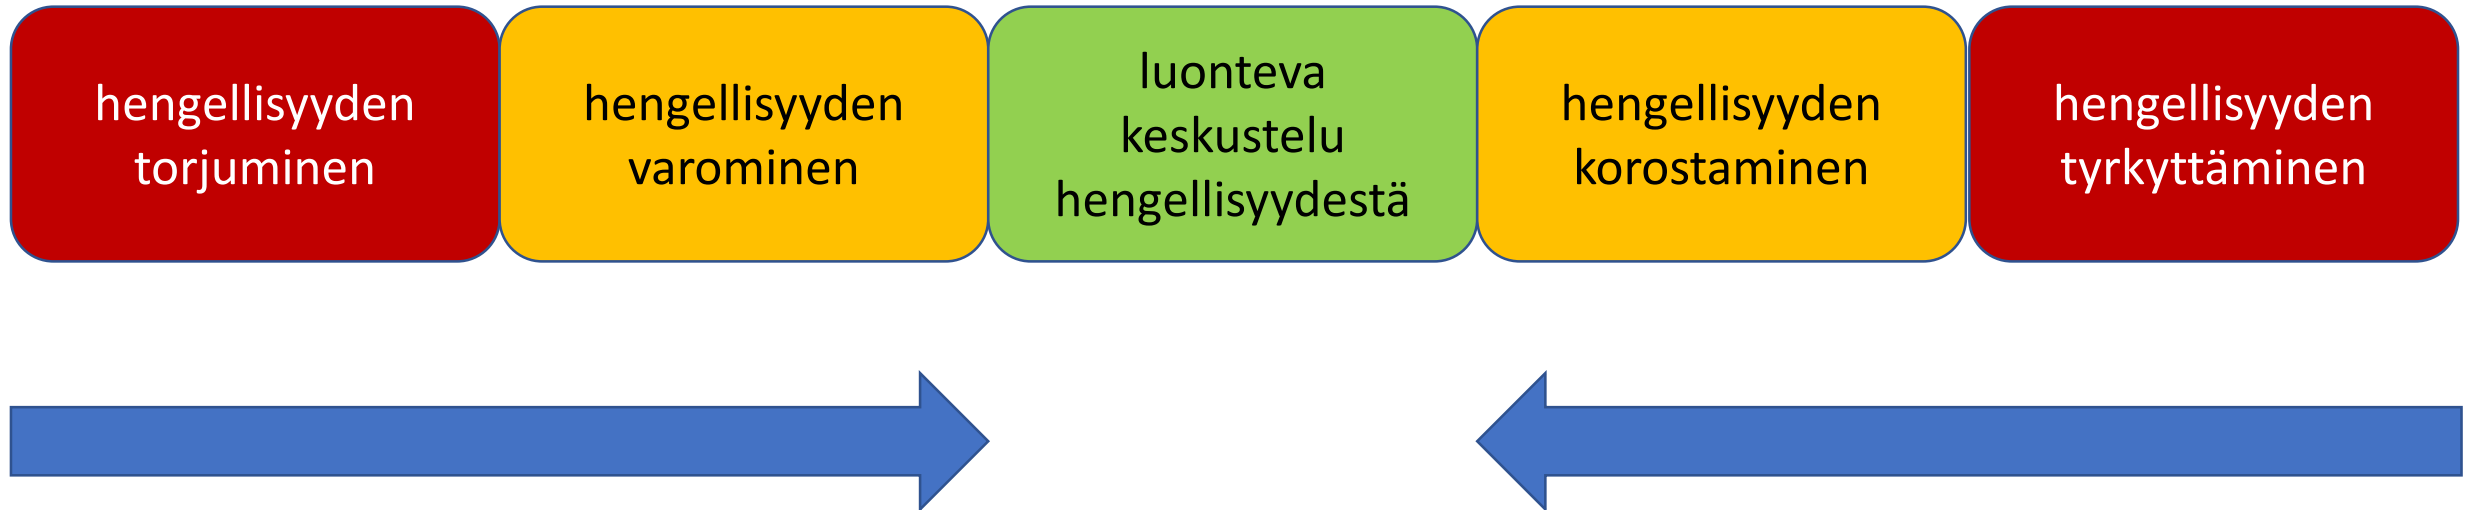 hengellisyyden
torjuminen
hengellisyyden
varominen
luonteva
keskustelu
hengellisyydestä
hengellisyyden
korostaminen
hengellisyyden
tyrkyttäminen